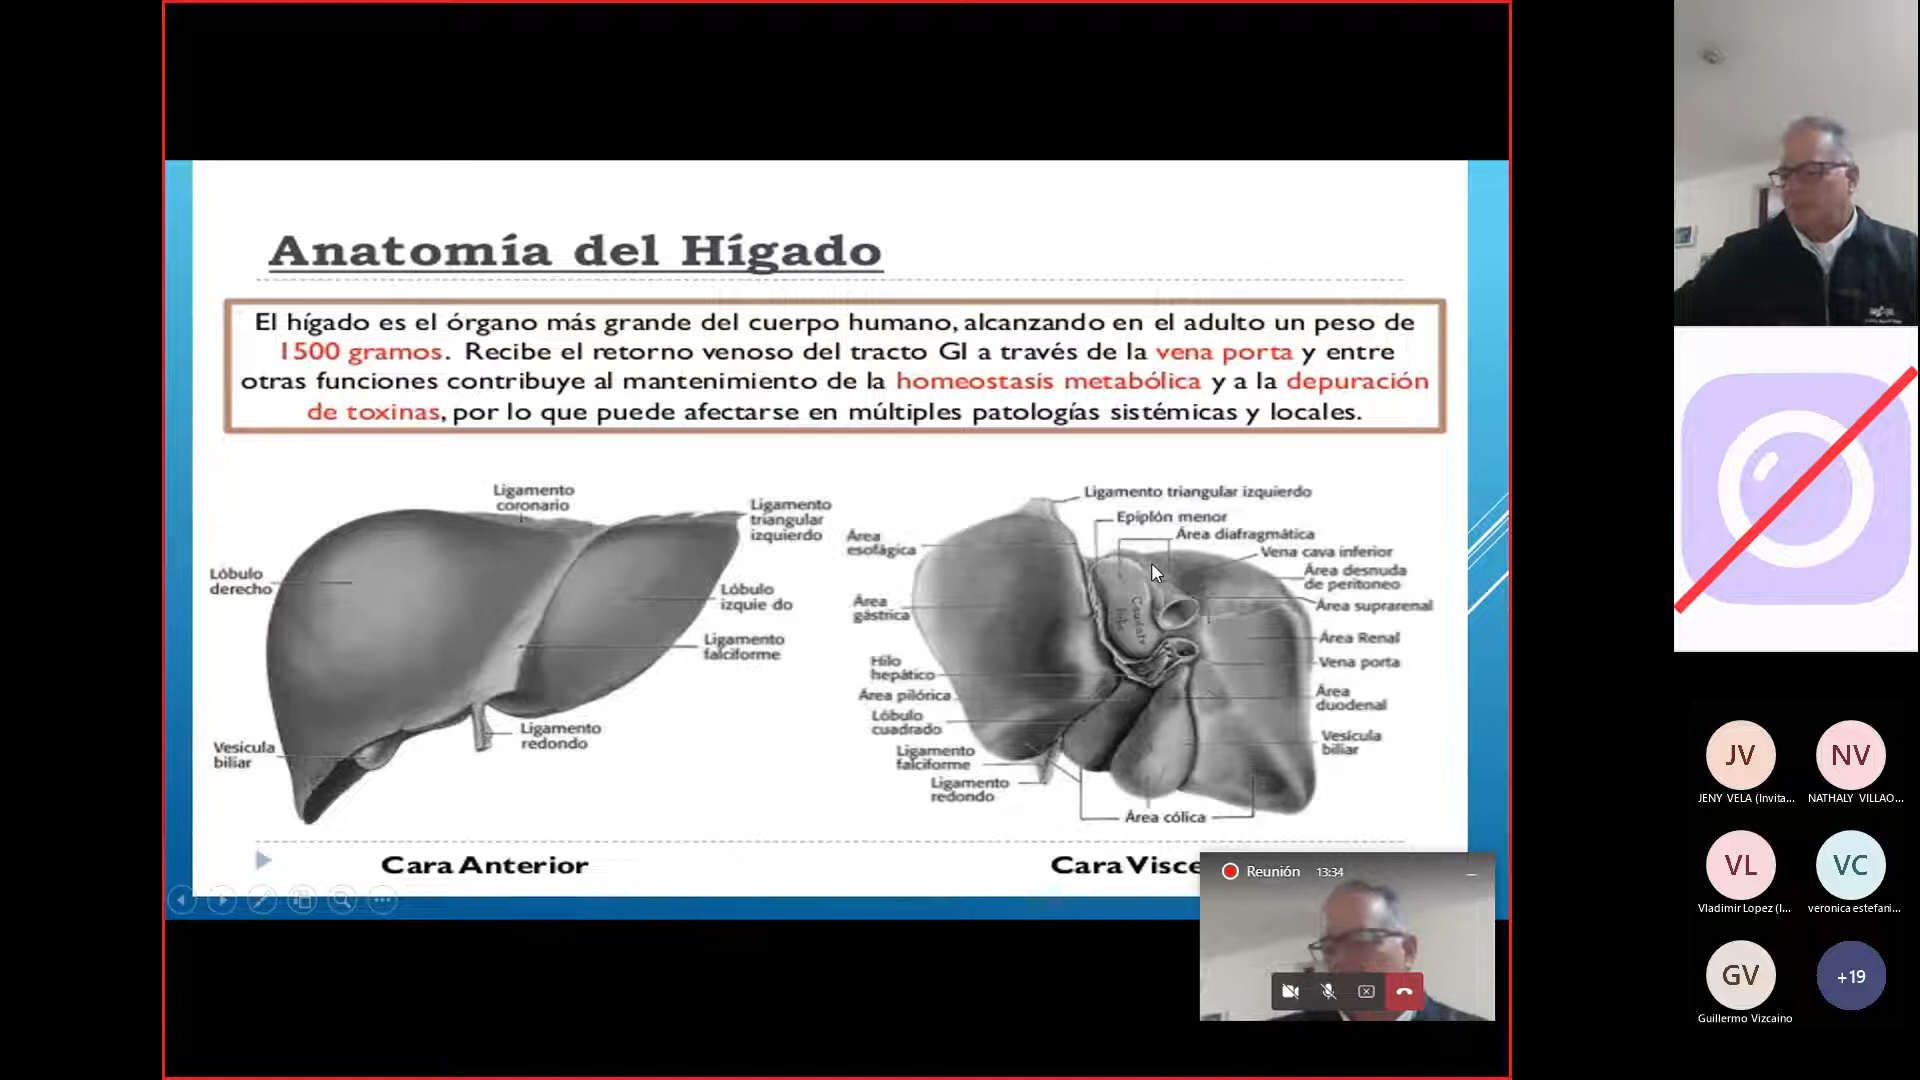 Anatomía del Hígado
El hígado es el órgano más grande del cuerpo humano, alcanzando en el adulto un peso de
1500 gramos. Recibe el retorno venoso del tracto GI a través de la vena porta y entre
otras funciones contribuye al mantenimiento de la homeostasis metabólica y a la depuración
de toxinas, por lo que puede afectarse en múltiples patologías sistémicas y locales.
Ligamento
coronario
Ligamento
triangular
izquierdo
Lóbulo
derecho
Lóbulo
izquie do
Ligamento
falciforme
Ligamento
redondo
Vesícula
biliar
Cara Anterior
Ligamento triangular izquierdo
Epiplón menor
Área diafragmática
Vena cava inferior
Área desnuda
de peritoneo
Área suprarenal
Área Renal
Vena porta
Área
duodenal
Vesícula
biliar
Área
esofágica
Área
gástrica
Hilo
hepático
Área pilórica
Lóbulo
cuadrado
Ligamento
falciforme
Ligamento
redondo
Área cólica
Caudate
Cara Visce
Reunión 13:34
JV
JENY VELA (Invita...
NV
NATHALY VILLAO...
VL
Vladimir Lopez (I...
VC
veronica estefani...
GV
Guillermo Vizcaino
+19